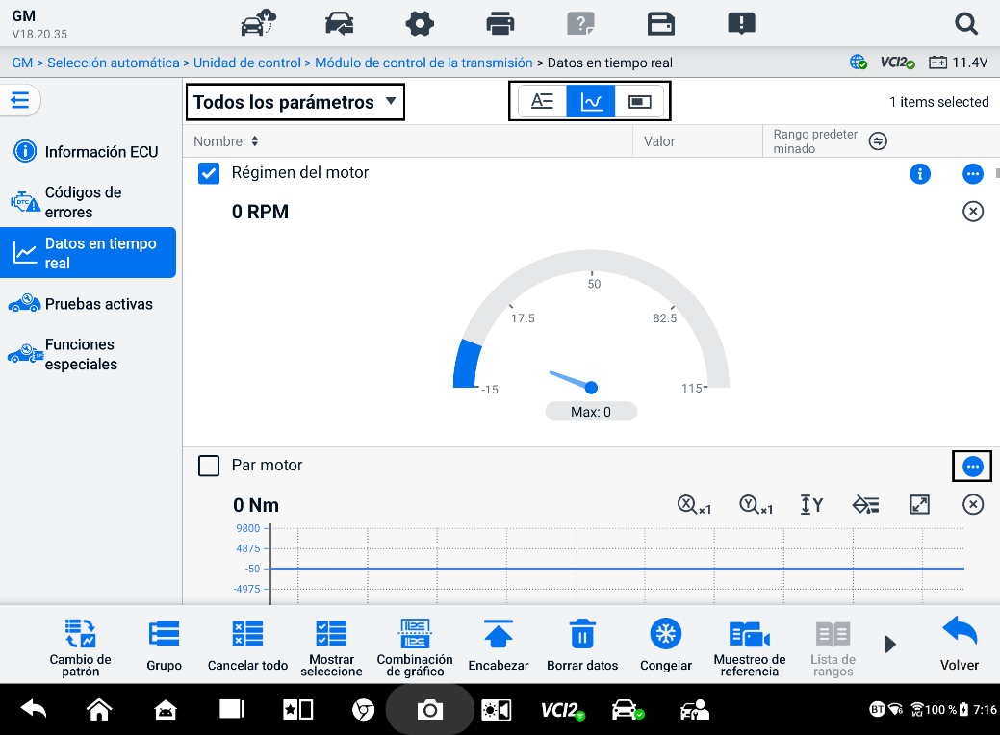 GM
V18.20.35
GM > Selección automática > Unidad de control > Módulo de control de la transmisión > Datos en tiempo real
VCI2
11.4V
Todos los parámetros
A
1 items selected
Nombre
Valor
Rango predeter
minado
Información ECU
Códigos de
errores
DTC
Datos en tiempo
real
Pruebas activas
Funciones
especiales
Régimen del motor
0 RPM
50
17.5
82.5
-15
115
Max: 0
Par motor
0 Nm
X ×1
Y ×1
Y
9800
4875
-50
-4975
Cambio de
patrón
Grupo
Cancelar todo
Mostrar
seleccione
Combinación
de gráfico
Encabezar
Borrar datos
Congelar
Muestreo de
referencia
Lista de
rangos
Volver
VCI2
BT
6
VCI
100 %
7:16